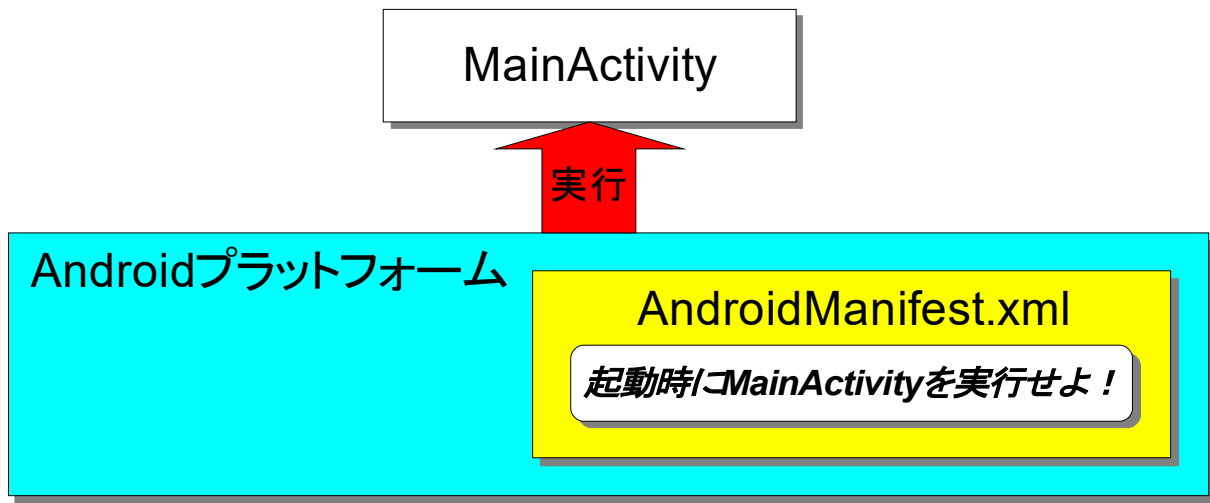 MainActivity
実行
Androidプラットフォーム
AndroidManifest.xml
起動時にMainActivityを実行せよ！